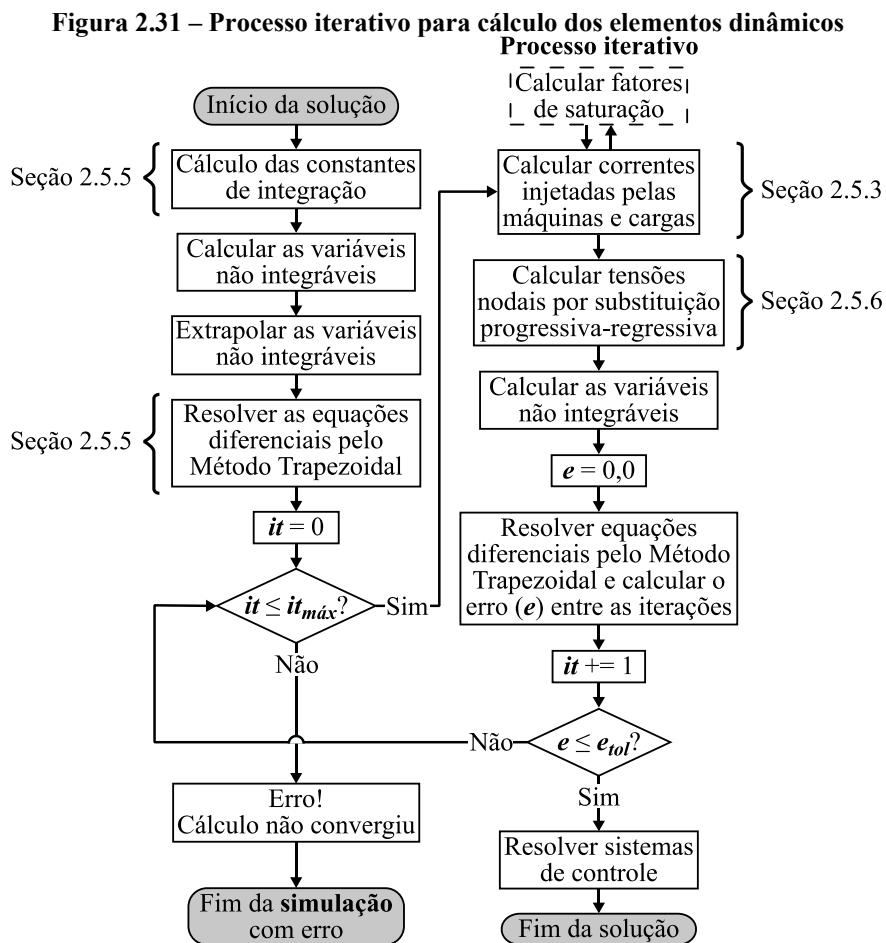 Figura 2.31 – Processo iterativo para cálculo dos elementos dinâmicos
Início da solução
Seção 2.5.5
Cálculo das constantes
de integração
Calcular as variáveis
não integráveis
Extrapolar as variáveis
não integráveis
Seção 2.5.5
Resolver as equações
diferenciais pelo
Método Trapezoidal
it = 0
it ≤ itmáx?
Sim
Não
Erro!
Cálculo não convergiu
Fim da simulação
com erro
Processo iterativo
Calcular fatores
de saturação
Calcular correntes
injetadas pelas
máquinas e cargas
Seção 2.5.3
Calcular tensões
nodais por substituição
progressiva-regressiva
Seção 2.5.6
Calcular as variáveis
não integráveis
e = 0,0
Resolver equações
diferenciais pelo Método
Trapezoidal e calcular o
erro (e) entre as iterações
it += 1
e ≤ etol?
Não
Sim
Resolver sistemas
de controle
Fim da solução